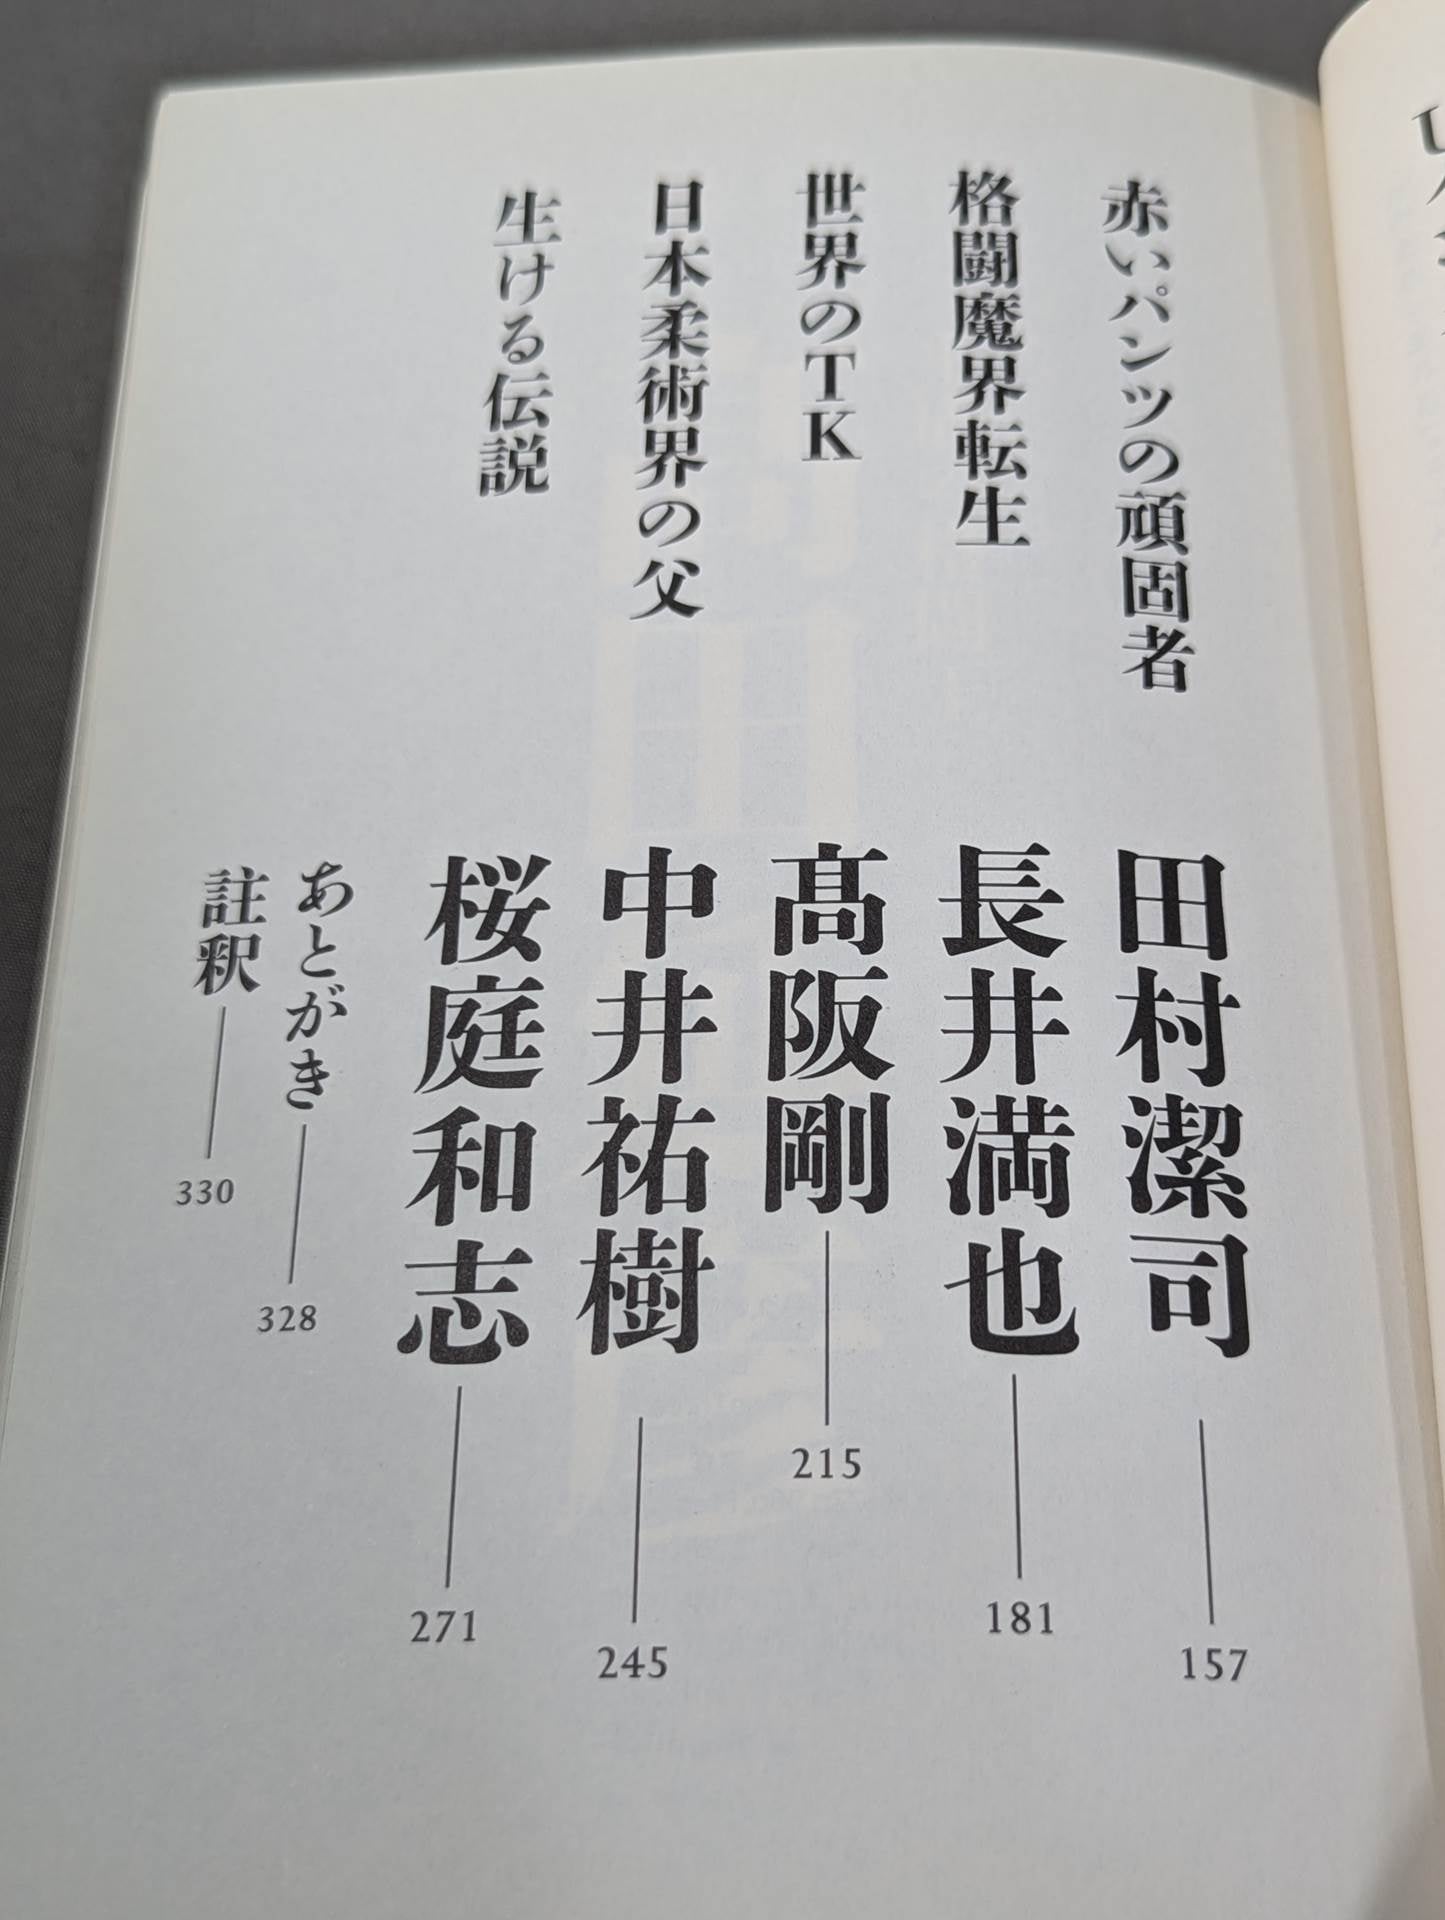 赤いパンツの頑固者
田村潔司
157
格闘魔界転生
長井満也
181
世界のTK
髙阪剛
215
日本柔術界の父
中井祐樹
245
生ける伝説
桜庭和志
271
あとがき
328
註釈
330